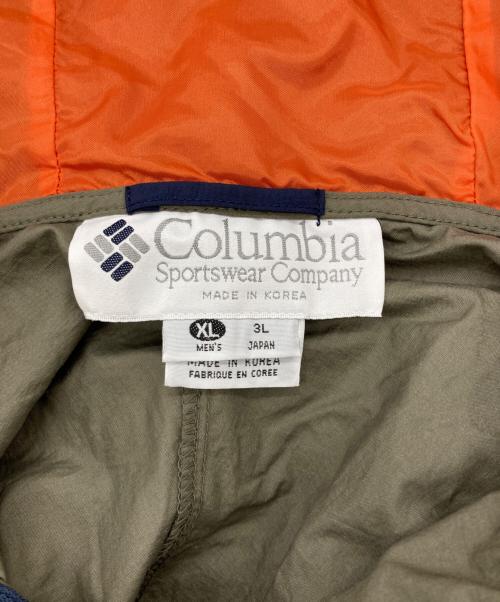 Columbia
Sportswear Company
MADE IN KOREA
XL 3L
MEN'S JAPAN
MADE IN KOREA
FABRIQUE EN COREE